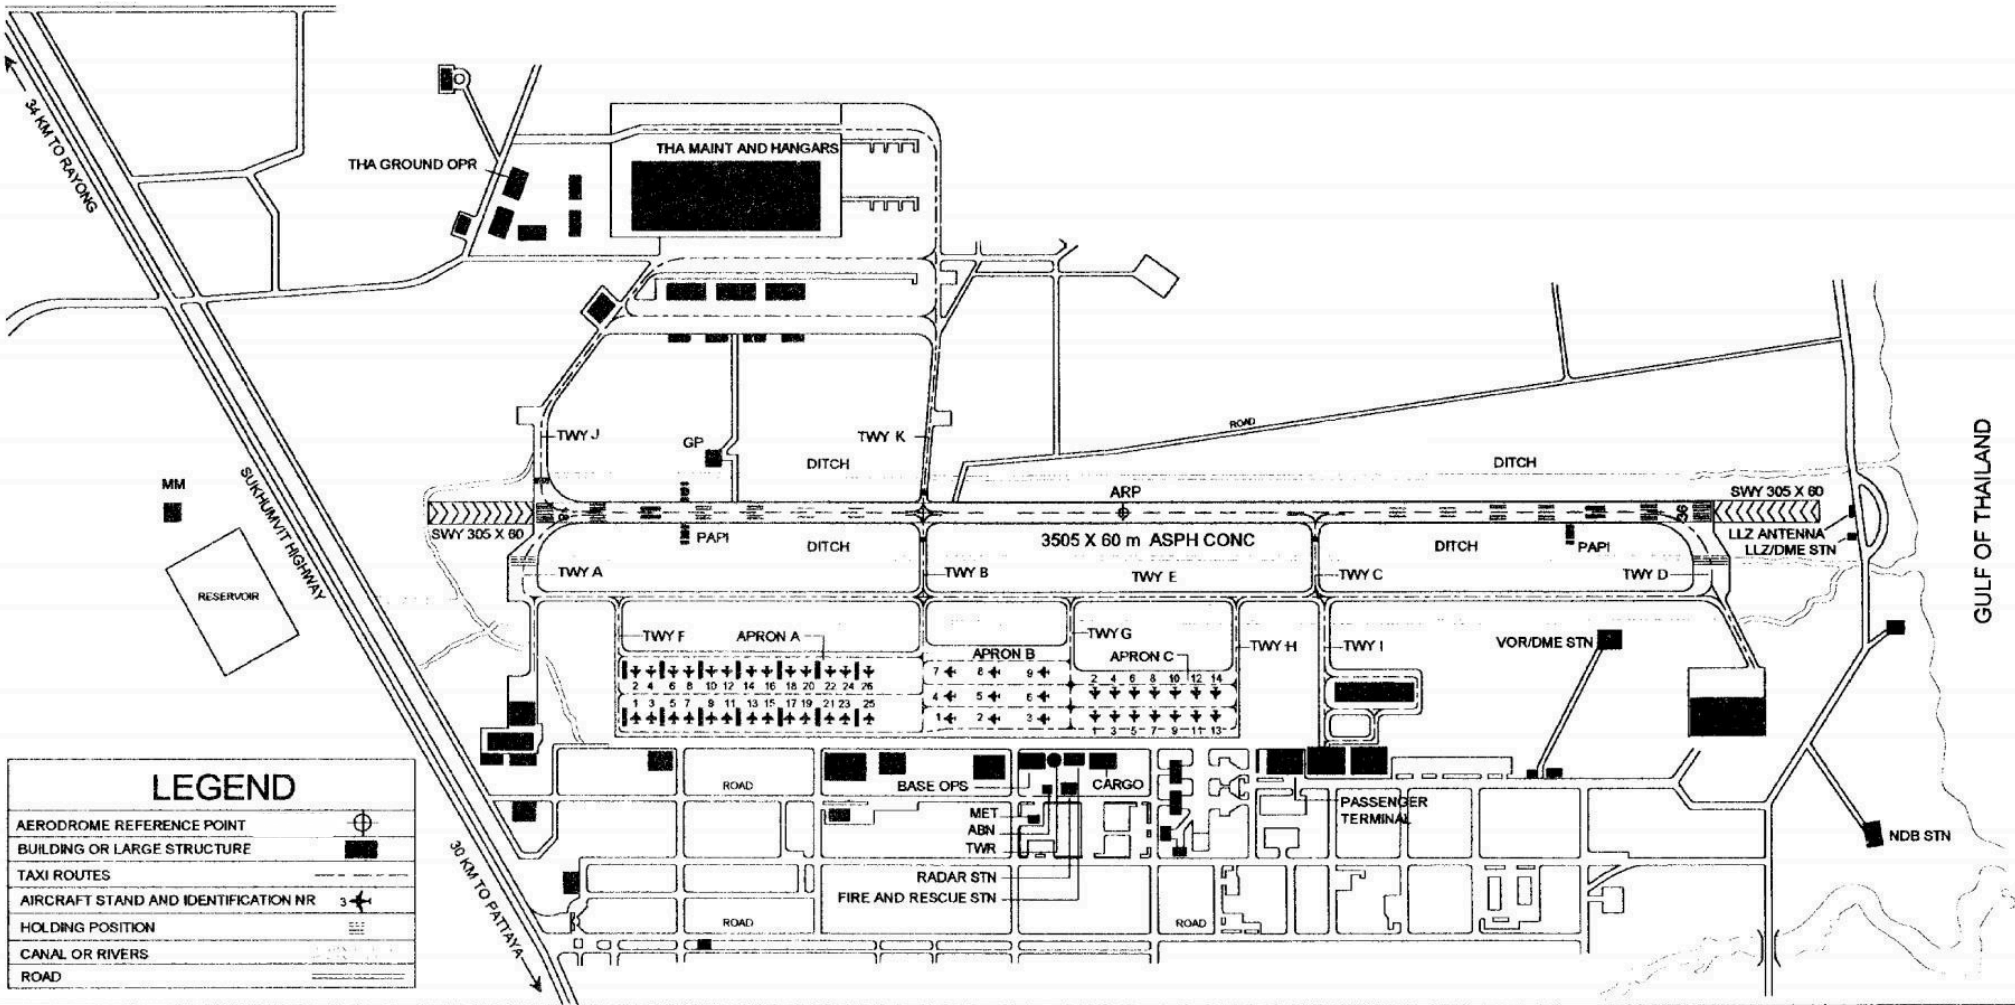 34 KM TO RAYONG
THA GROUND OPR
THA MAINT AND HANGARS
TWY J
GP
TWY K
DITCH
ROAD
DITCH
MM
SUKHUMVIT HIGHWAY
RESERVOIR
GULF OF THAILAND
SWY 305 X 60
18
ARP
36
SWY 305 X 60
PAPI
DITCH
3505 X 60 m ASPH CONC
DITCH
PAPI
LLZ ANTENNA
LLZ/DME STN
TWY A
TWY B
TWY E
TWY C
TWY D
TWY F
APRON A
TWY G
TWY H
TWY I
VOR/DME STN
APRON B
APRON C
2 4 6 8 10 12 14 16 18 20 22 24 26
1 3 5 7 9 11 13 15 17 19 21 23 25
7 8 9
4 5 6
1 2 3
2 4 6 8 10 12 14
1 3 5 7 9 11 13
ROAD
BASE OPS
CARGO
MET
ABN
TWR
RADAR STN
FIRE AND RESCUE STN
PASSENGER
TERMINAL
NDB STN
ROAD
ROAD
30 KM TO PATTAYA
LEGEND
AERODROME REFERENCE POINT
BUILDING OR LARGE STRUCTURE
TAXI ROUTES
AIRCRAFT STAND AND IDENTIFICATION NR 3
HOLDING POSITION
CANAL OR RIVERS
ROAD